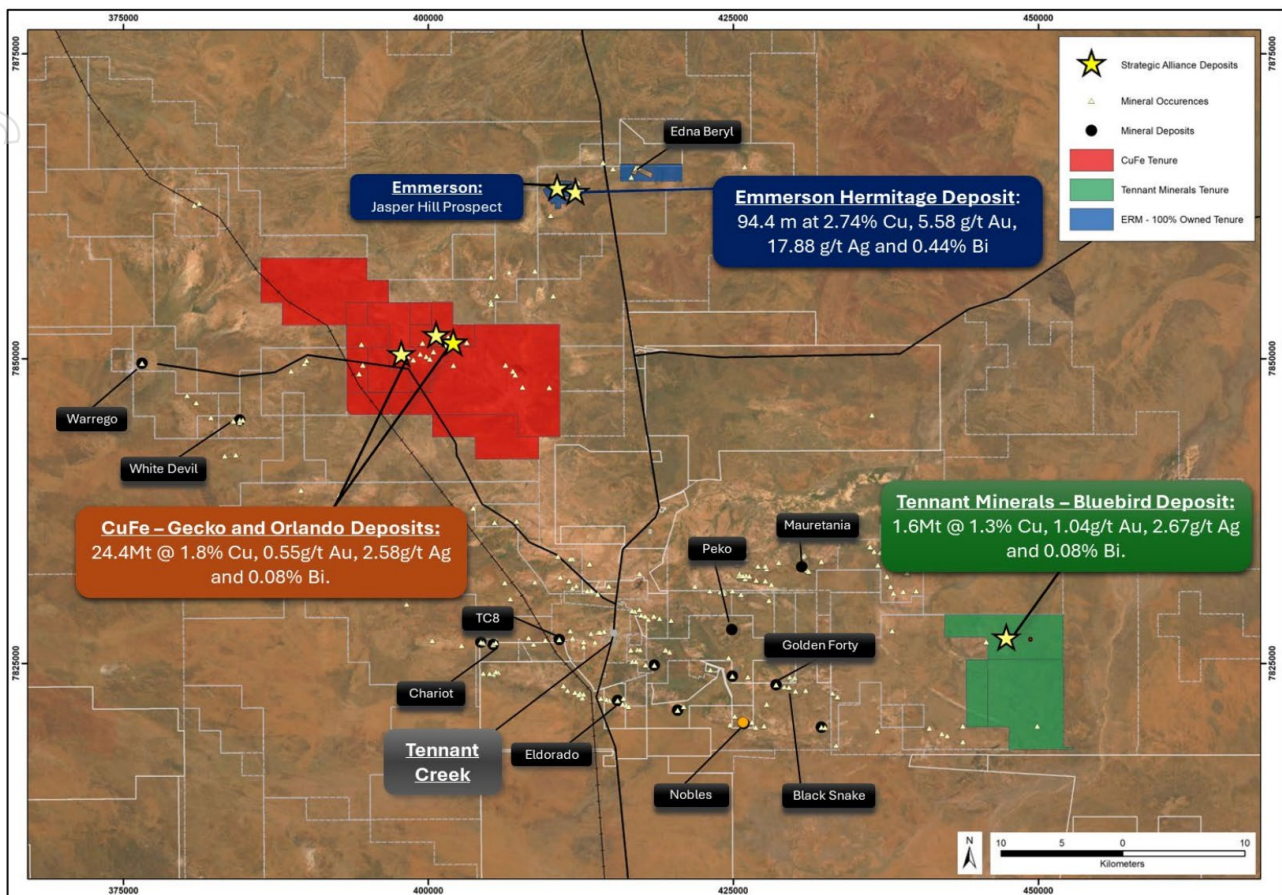 375000 400000 425000 450000
7875000 7875000
Strategic Alliance Deposits
Mineral Occurences
Mineral Deposits
CuFe Tenure
Tennant Minerals Tenure
ERM - 100% Owned Tenure
Edna Beryl
Emmerson:
Jasper Hill Prospect
Emmerson Hermitage Deposit:
94.4 m at 2.74% Cu, 5.58 g/t Au,
17.88 g/t Ag and 0.44% Bi
7850000 7850000
Warrego
White Devil
CuFe – Gecko and Orlando Deposits:
24.4Mt @ 1.8% Cu, 0.55g/t Au, 2.58g/t Ag
and 0.08% Bi.
Tennant Minerals – Bluebird Deposit:
1.6Mt @ 1.3% Cu, 1.04g/t Au, 2.67g/t Ag
and 0.08% Bi.
Mauretania
Peko
TC8
Golden Forty
7825000 7825000
Chariot
Tennant
Creek
Eldorado
Nobles
Black Snake
N
10 5 0 10
Kilometers
375000 400000 425000 450000